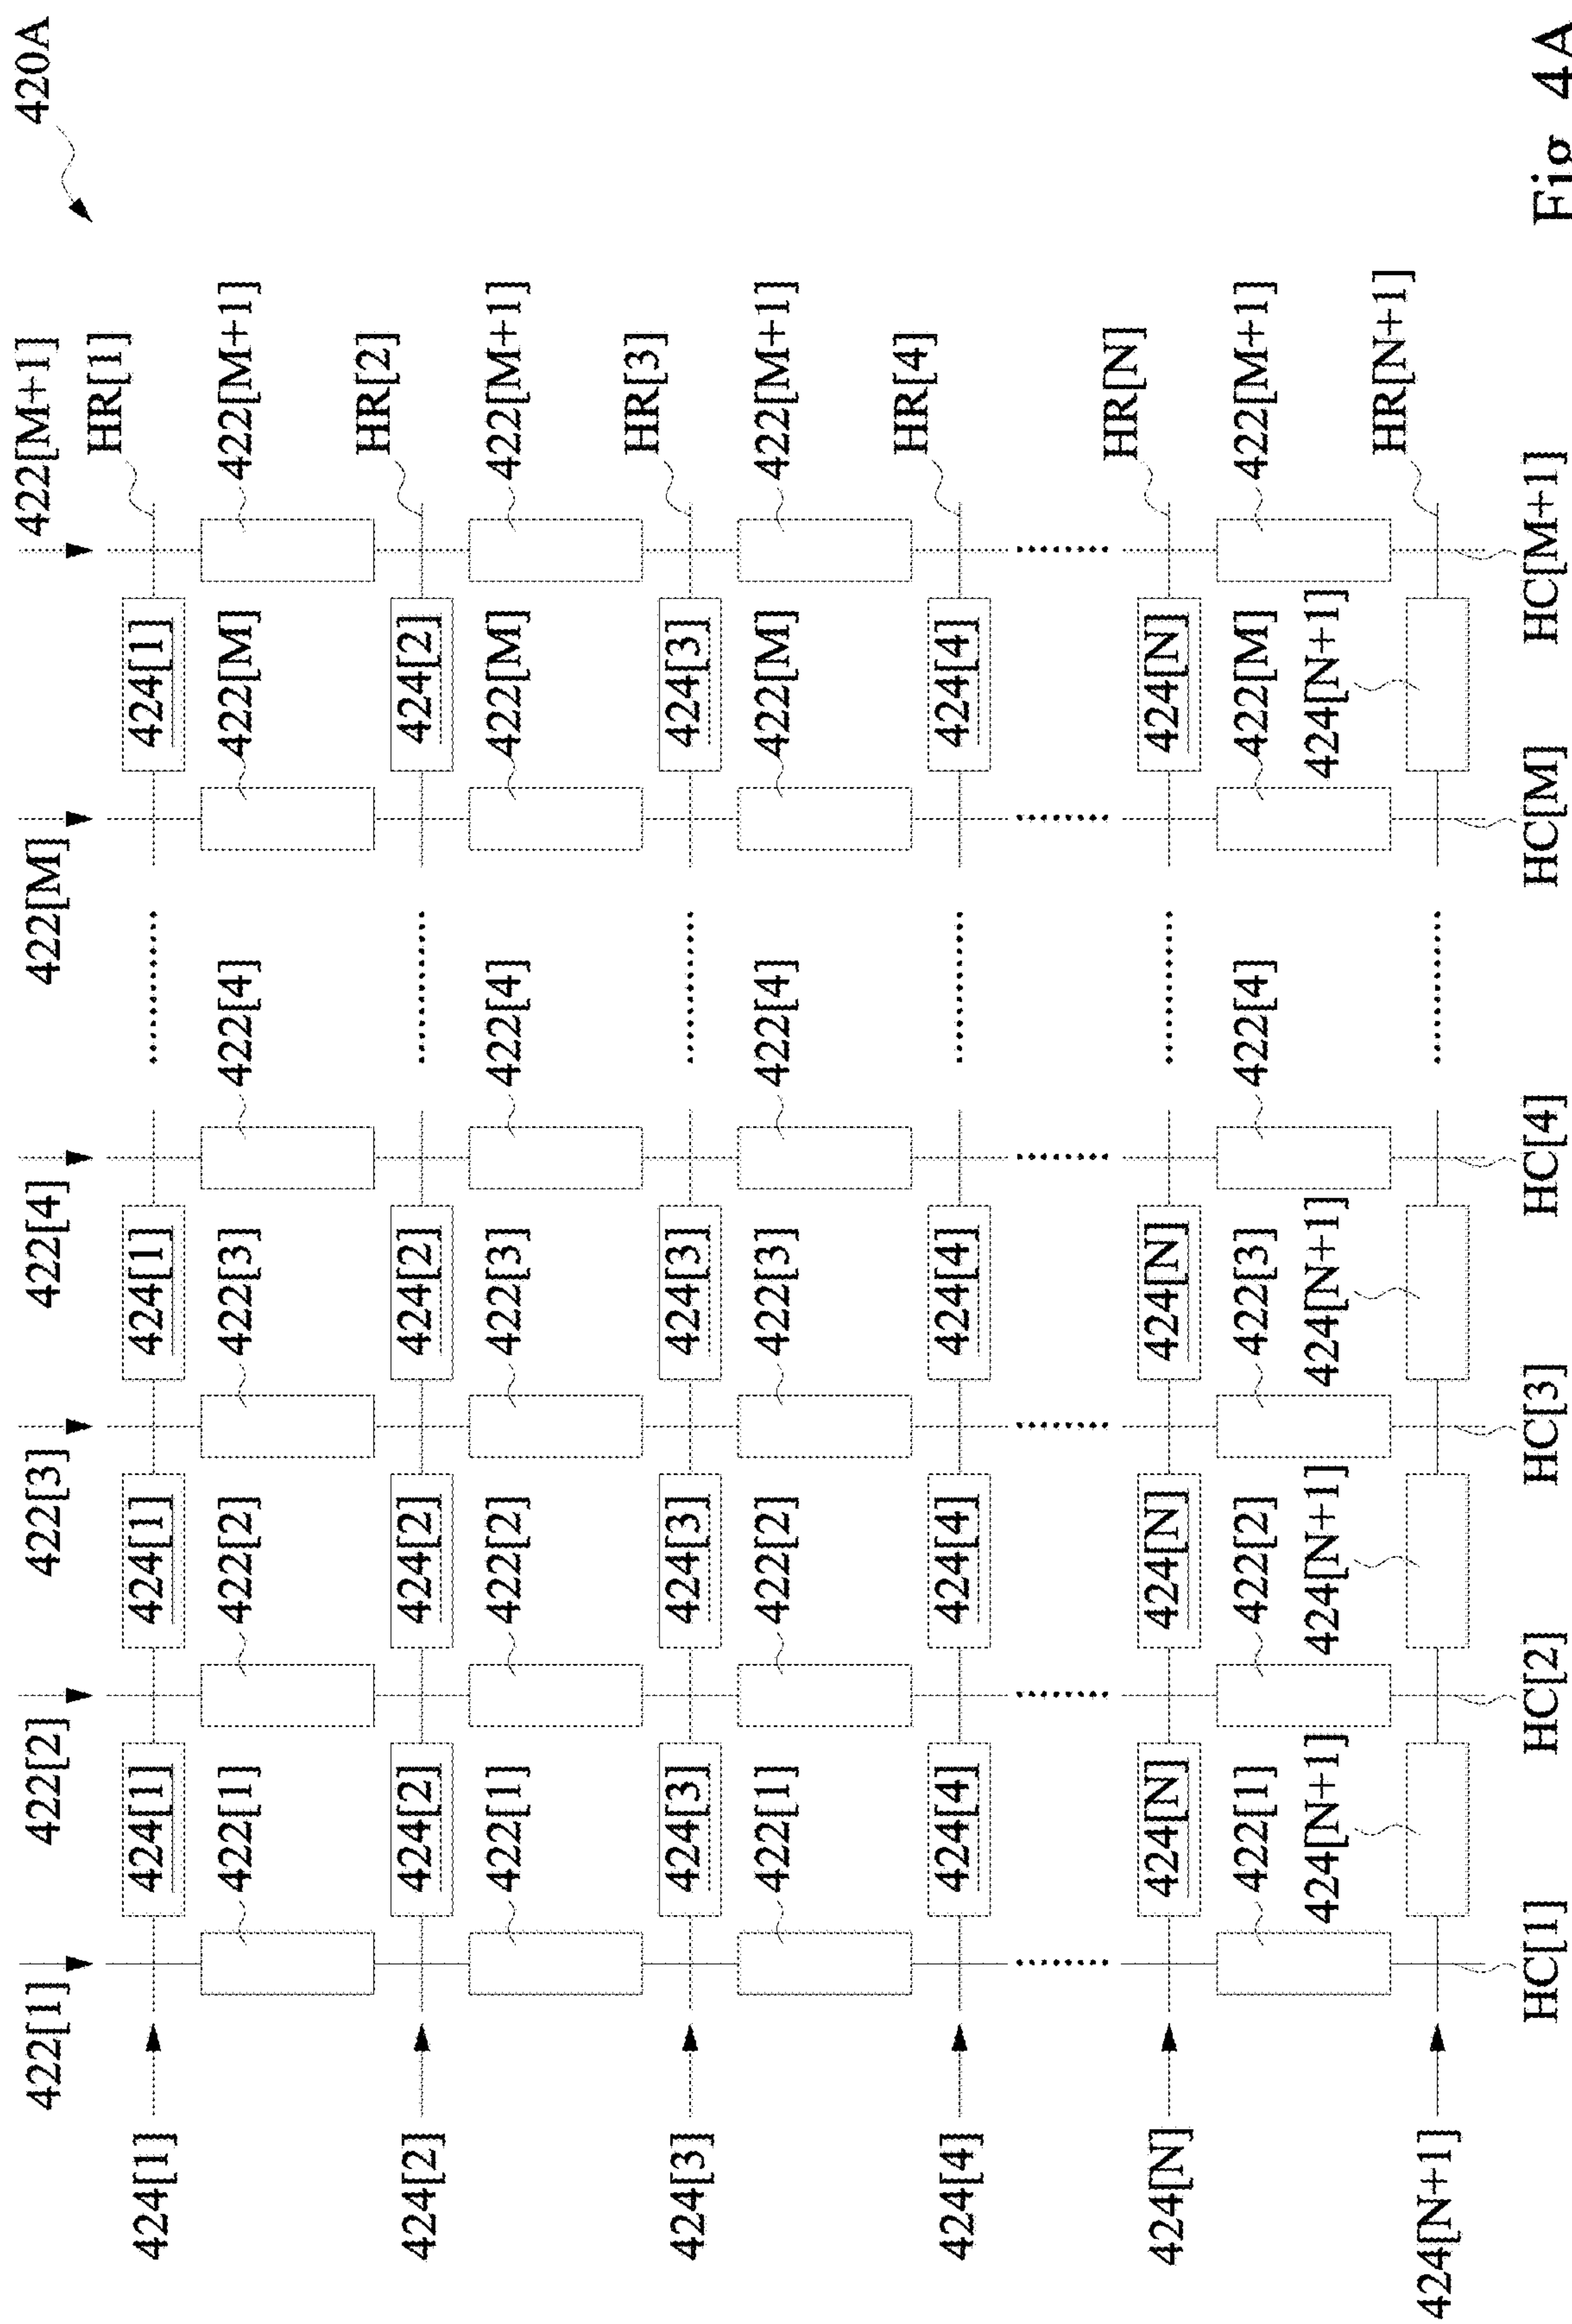 422[1] 422[2] 422[3] 422[4] 422[M] 422[M+1] 420A
HR[1]
424[1] 424[1] 424[1] 424[1] 424[1]
422[1] 422[2] 422[3] 422[4] 422[M] 422[M+1]
HR[2]
424[2] 424[2] 424[2] 424[2] 424[2]
422[1] 422[2] 422[3] 422[4] 422[M] 422[M+1]
HR[3]
424[3] 424[3] 424[3] 424[3] 424[3]
422[1] 422[2] 422[3] 422[4] 422[M] 422[M+1]
HR[4]
424[4] 424[4] 424[4] 424[4] 424[4]
HR[N]
424[N] 424[N] 424[N] 424[N] 424[N]
422[1] 422[2] 422[3] 422[4] 422[M] 422[M+1]
424[N+1] 424[N+1] 424[N+1] 424[N+1]
HR[N+1]
424[N+1]
HC[1] HC[2] HC[3] HC[4] HC[M] HC[M+1]
Fig 4A